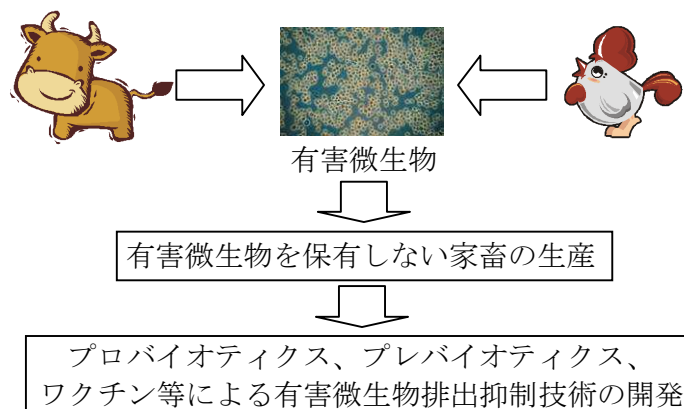 有害微生物
有害微生物を保有しない家畜の生産
プロバイオティクス、プレバイオティクス、
ワクチン等による有害微生物排出抑制技術の開発